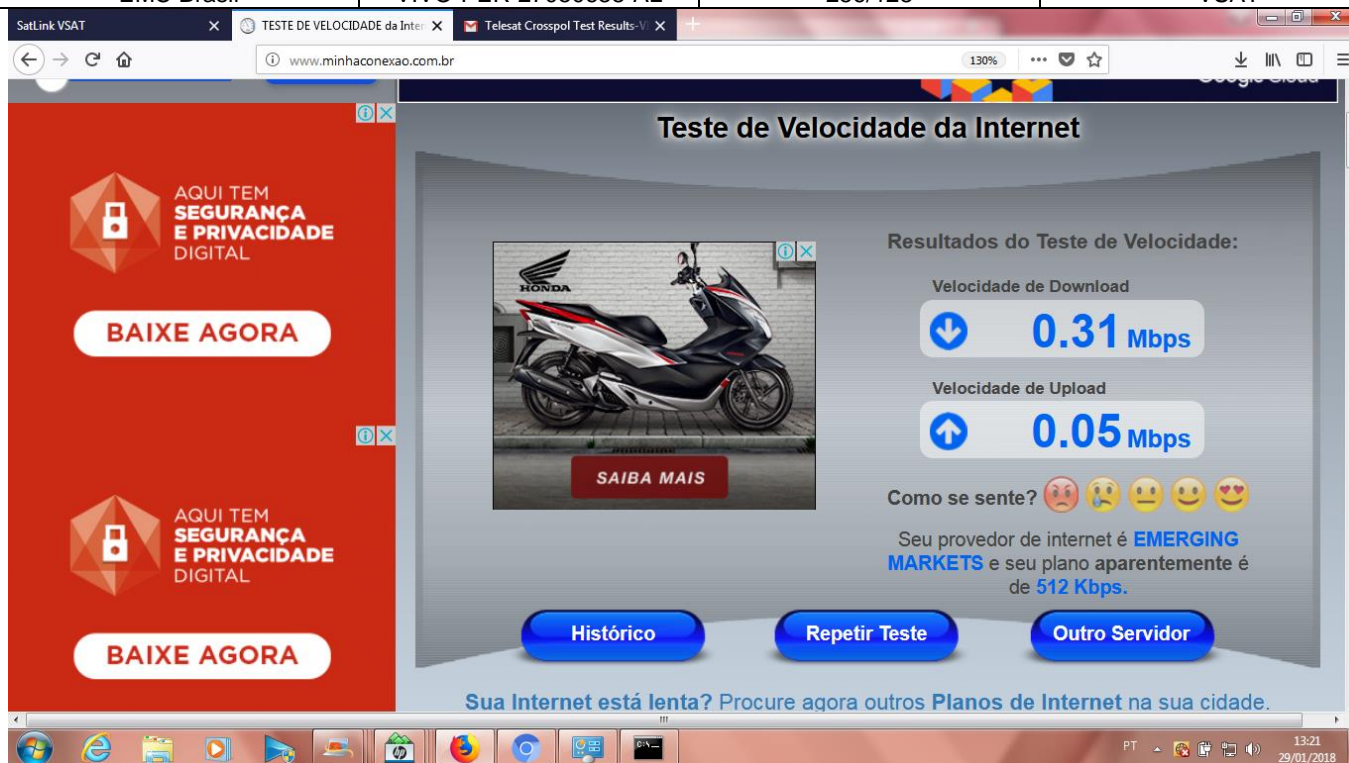 SatLink VSAT
TESTE DE VELOCIDADE da Inter
Telesat Crosspol Test Results-V
www.minhaconexao.com.br
130%
Teste de Velocidade da Internet
AQUI TEM
SEGURANÇA
E PRIVACIDADE
DIGITAL
BAIXE AGORA
HONDA
SAIBA MAIS
Resultados do Teste de Velocidade:
Velocidade de Download
0.31 Mbps
Velocidade de Upload
0.05 Mbps
Como se sente?
Seu provedor de internet é EMERGING
MARKETS e seu plano aparentemente é
de 512 Kbps.
AQUI TEM
SEGURANÇA
E PRIVACIDADE
DIGITAL
BAIXE AGORA
Histórico
Repetir Teste
Outro Servidor
Sua Internet está lenta? Procure agora outros Planos de Internet na sua cidade.
PT
13:21
29/01/2018